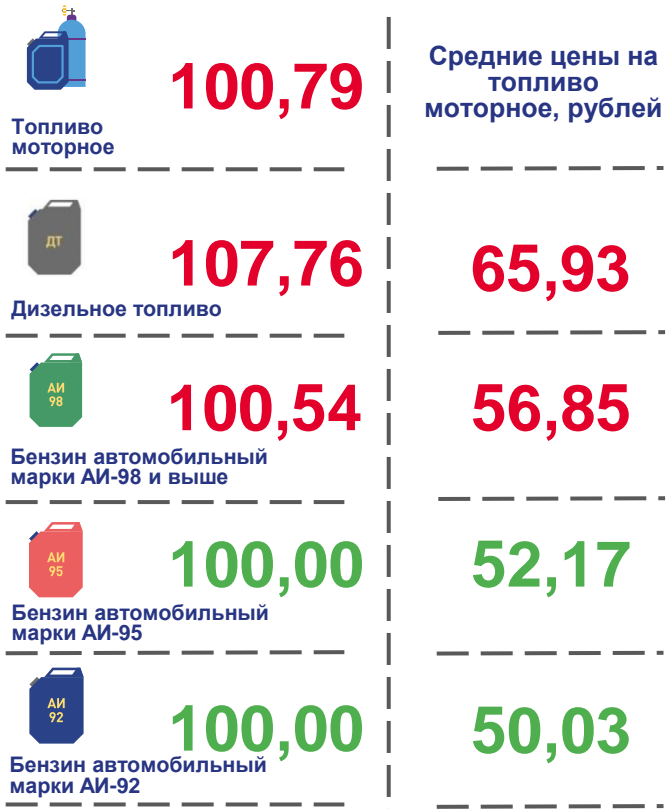 100,79
Топливо
моторное
Средние цены на
топливо
моторное, рублей
ДТ
107,76
Дизельное топливо
65,93
АИ
98
100,54
Бензин автомобильный
марки АИ-98 и выше
56,85
АИ
95
100,00
Бензин автомобильный
марки АИ-95
52,17
АИ
92
100,00
Бензин автомобильный
марки АИ-92
50,03